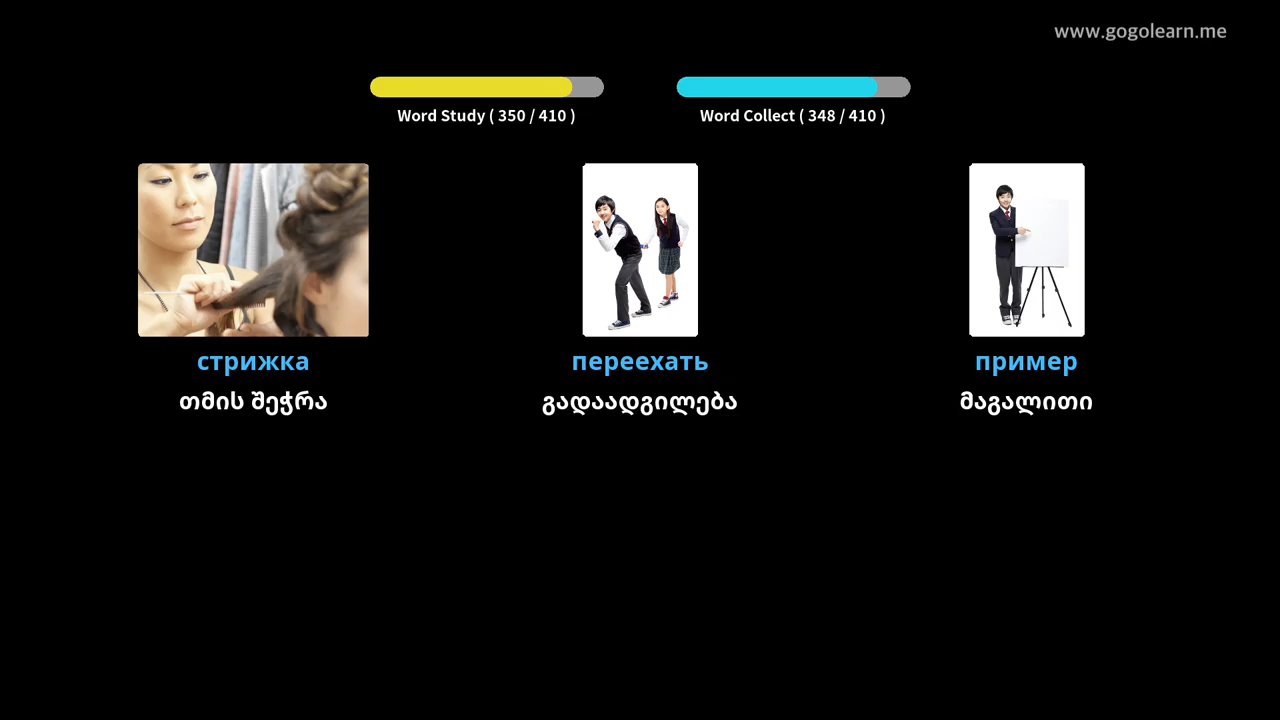 www.gogolearn.me
Word Study ( 350 / 410 )
Word Collect ( 348 / 410 )
стрижка
переехать
пример
თმის შეჭრა
გადაადგილება
მაგალითი